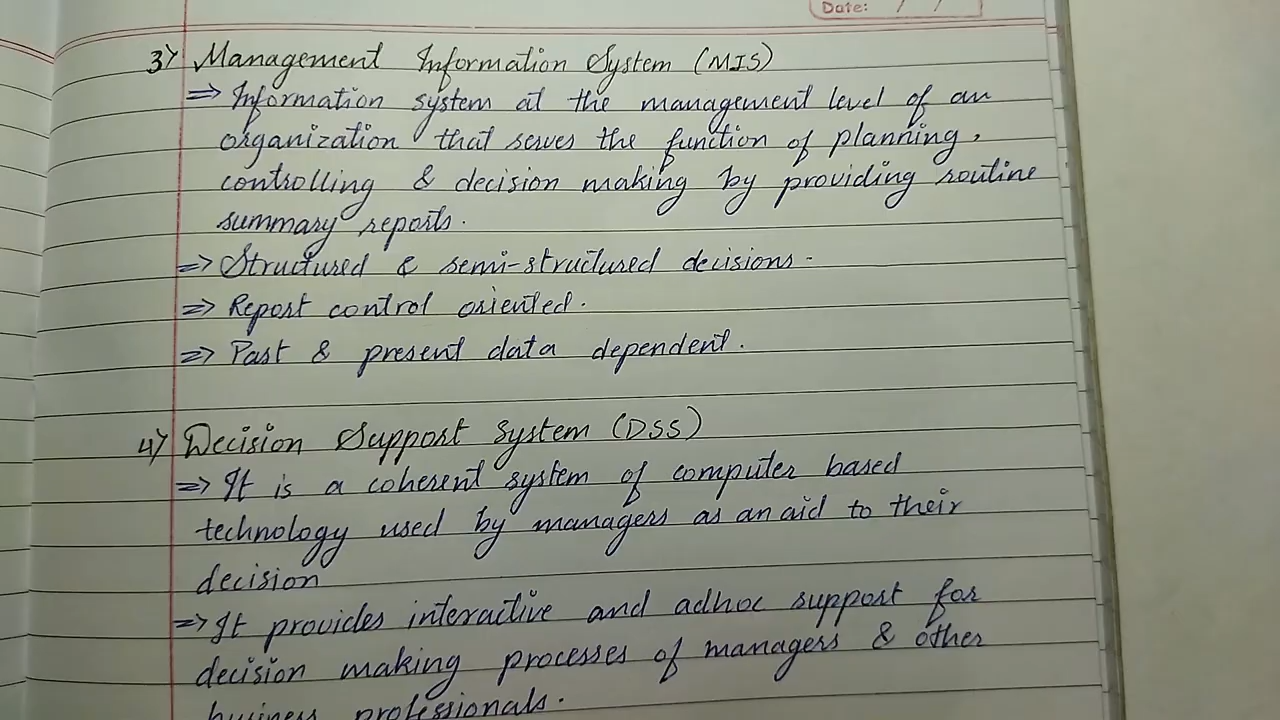 Date: / /
3) Management Information System (MIS)
⇒ Information system at the management level of an
organization that serves the function of planning,
controlling & decision making by providing routine
summary reports.
⇒ Structured & semi-structured decisions.
⇒ Report control oriented.
⇒ Past & present data dependent.
4) Decision Support System (DSS)
⇒ It is a coherent system of computer based
technology used by managers as an aid to their
decision
⇒ It provides interactive and adhoc support for
decision making processes of managers & other
business professionals.